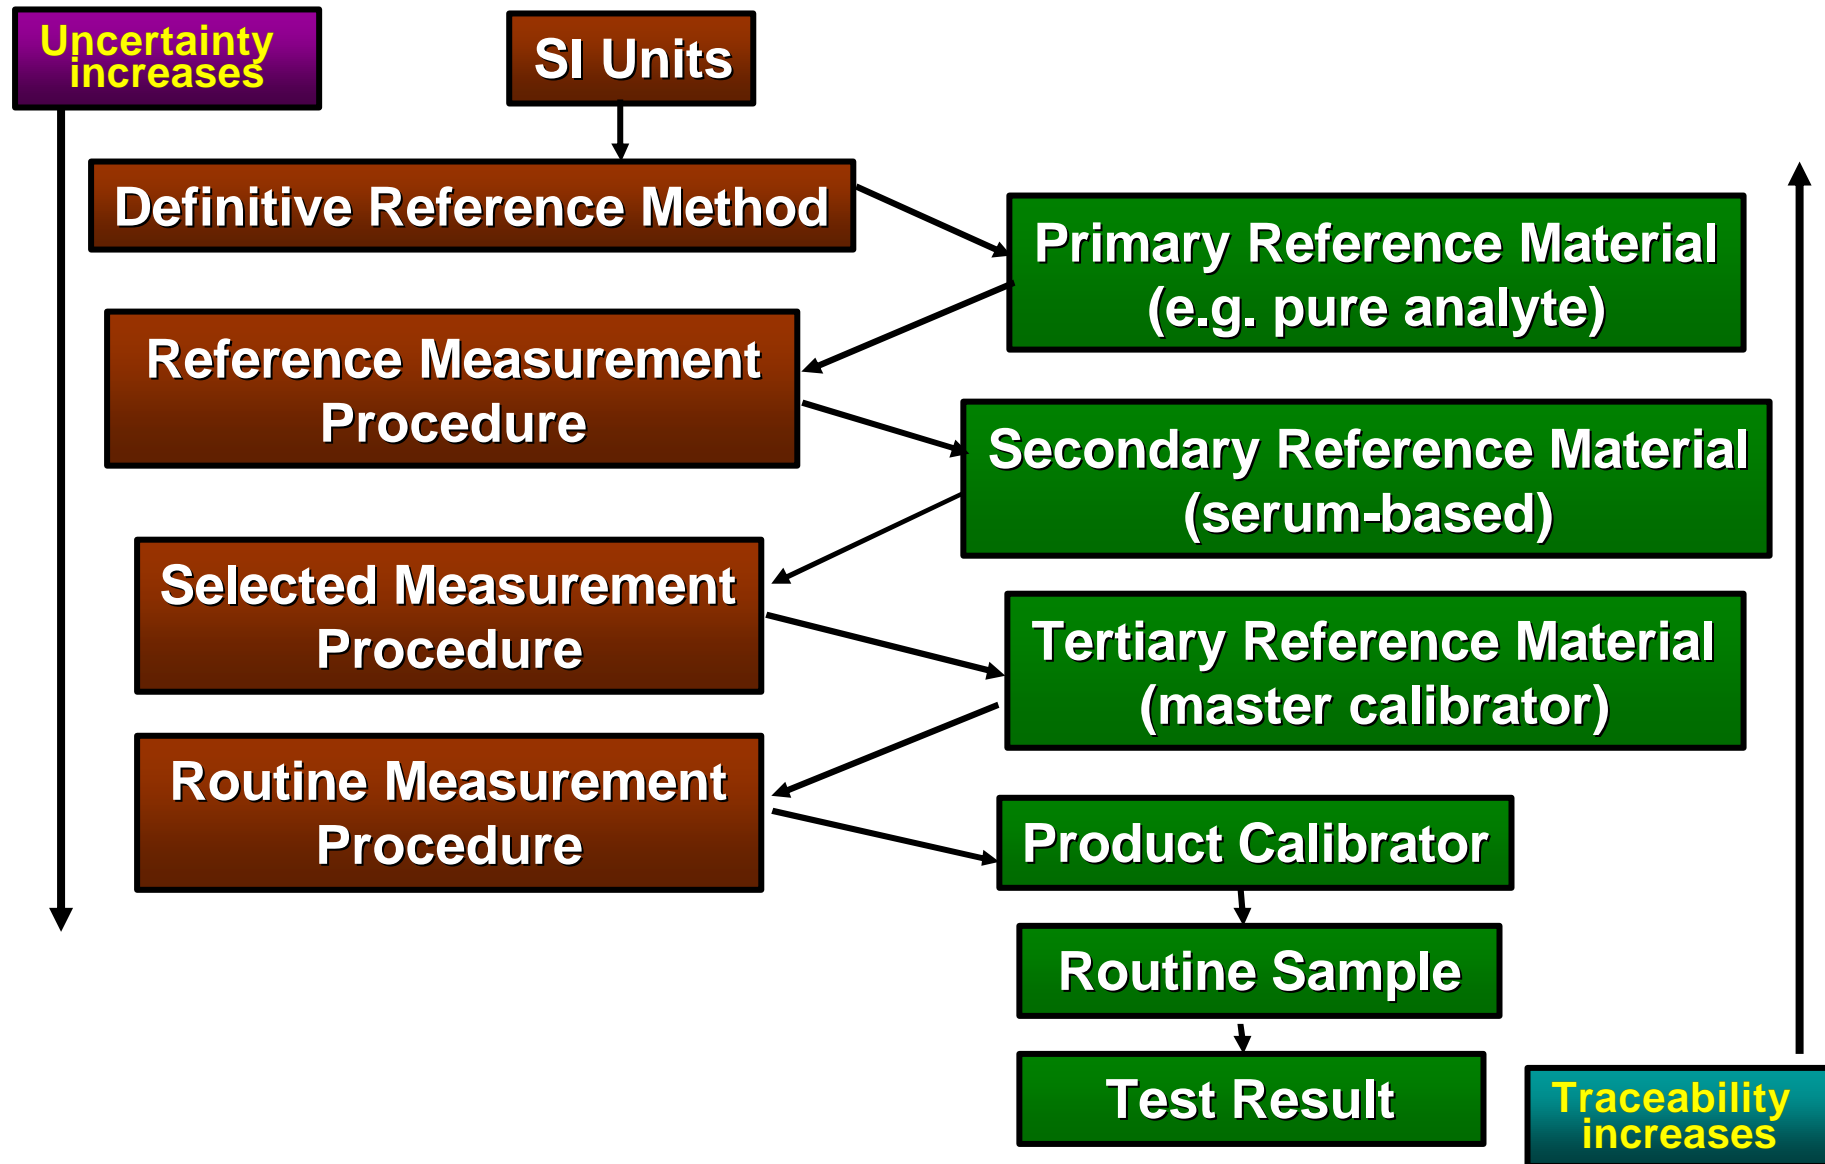 Uncertainty
increases
SI Units
Definitive Reference Method
Primary Reference Material
(e.g. pure analyte)
Reference Measurement
Procedure
Secondary Reference Material
(serum-based)
Selected Measurement
Procedure
Tertiary Reference Material
(master calibrator)
Routine Measurement
Procedure
Product Calibrator
Routine Sample
Test Result
Traceability
increases